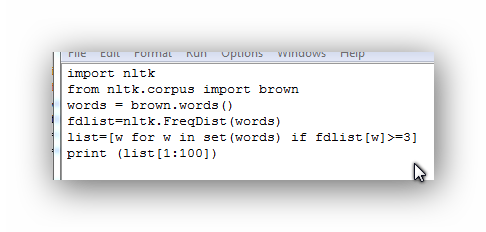 File Edit Format Run Options Windows Help
import nltk
from nltk.corpus import brown
words = brown.words()
fdlist=nltk.FreqDist(words)
list=[w for w in set(words) if fdlist[w]>=3]
print (list[1:100])